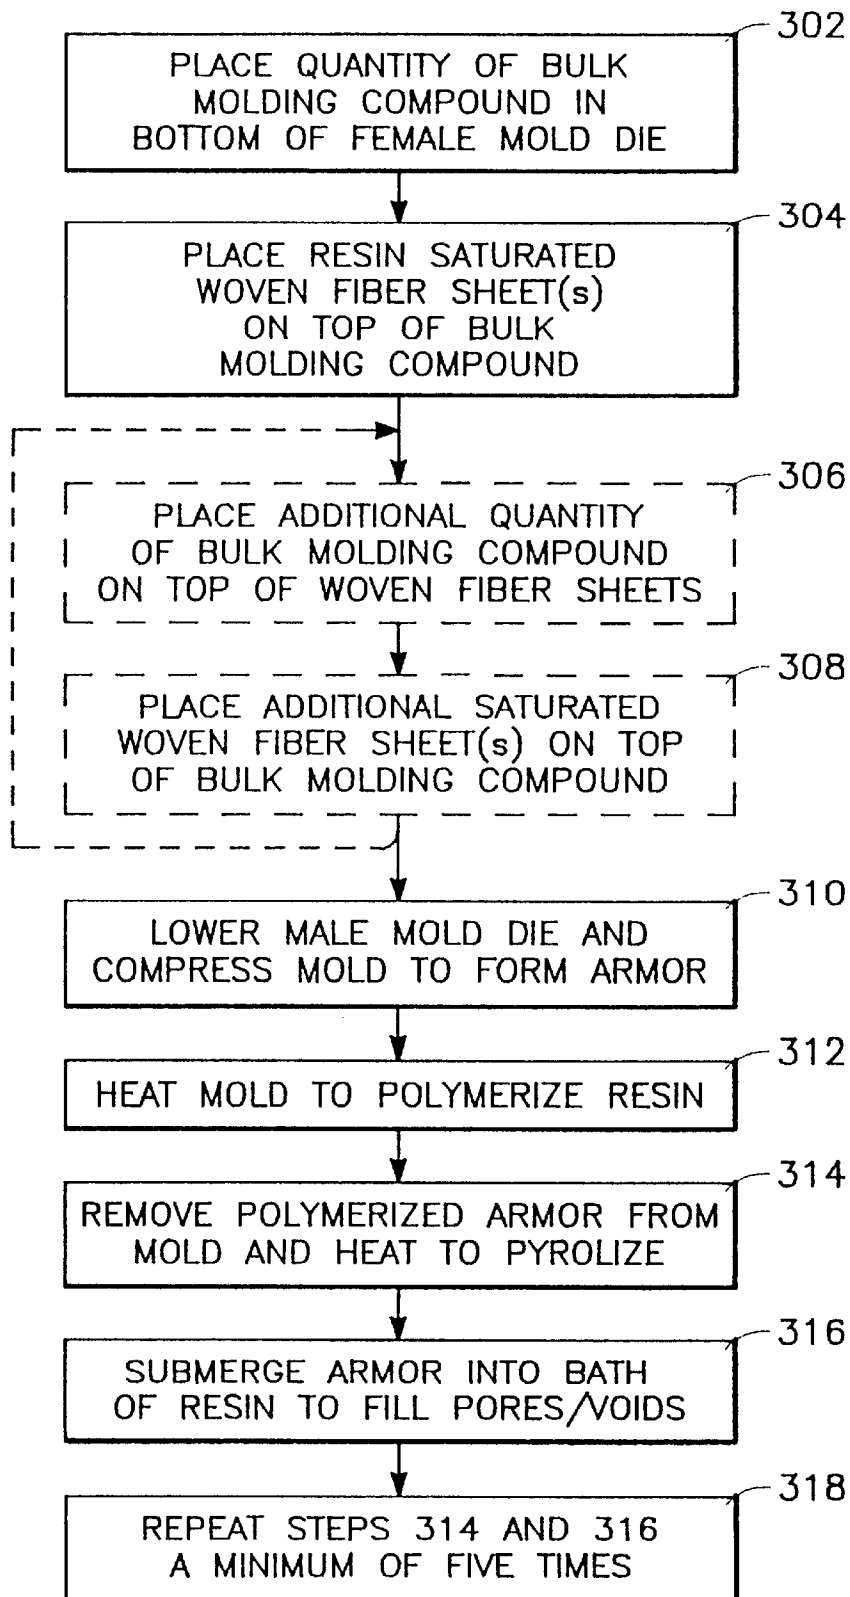 302
PLACE QUANTITY OF BULK
MOLDING COMPOUND IN
BOTTOM OF FEMALE MOLD DIE
304
PLACE RESIN SATURATED
WOVEN FIBER SHEET(s)
ON TOP OF BULK
MOLDING COMPOUND
306
PLACE ADDITIONAL QUANTITY
OF BULK MOLDING COMPOUND
ON TOP OF WOVEN FIBER SHEETS
308
PLACE ADDITIONAL SATURATED
WOVEN FIBER SHEET(s) ON TOP
OF BULK MOLDING COMPOUND
310
LOWER MALE MOLD DIE AND
COMPRESS MOLD TO FORM ARMOR
312
HEAT MOLD TO POLYMERIZE RESIN
314
REMOVE POLYMERIZED ARMOR FROM
MOLD AND HEAT TO PYROLIZE
316
SUBMERGE ARMOR INTO BATH
OF RESIN TO FILL PORES/VOIDS
318
REPEAT STEPS 314 AND 316
A MINIMUM OF FIVE TIMES